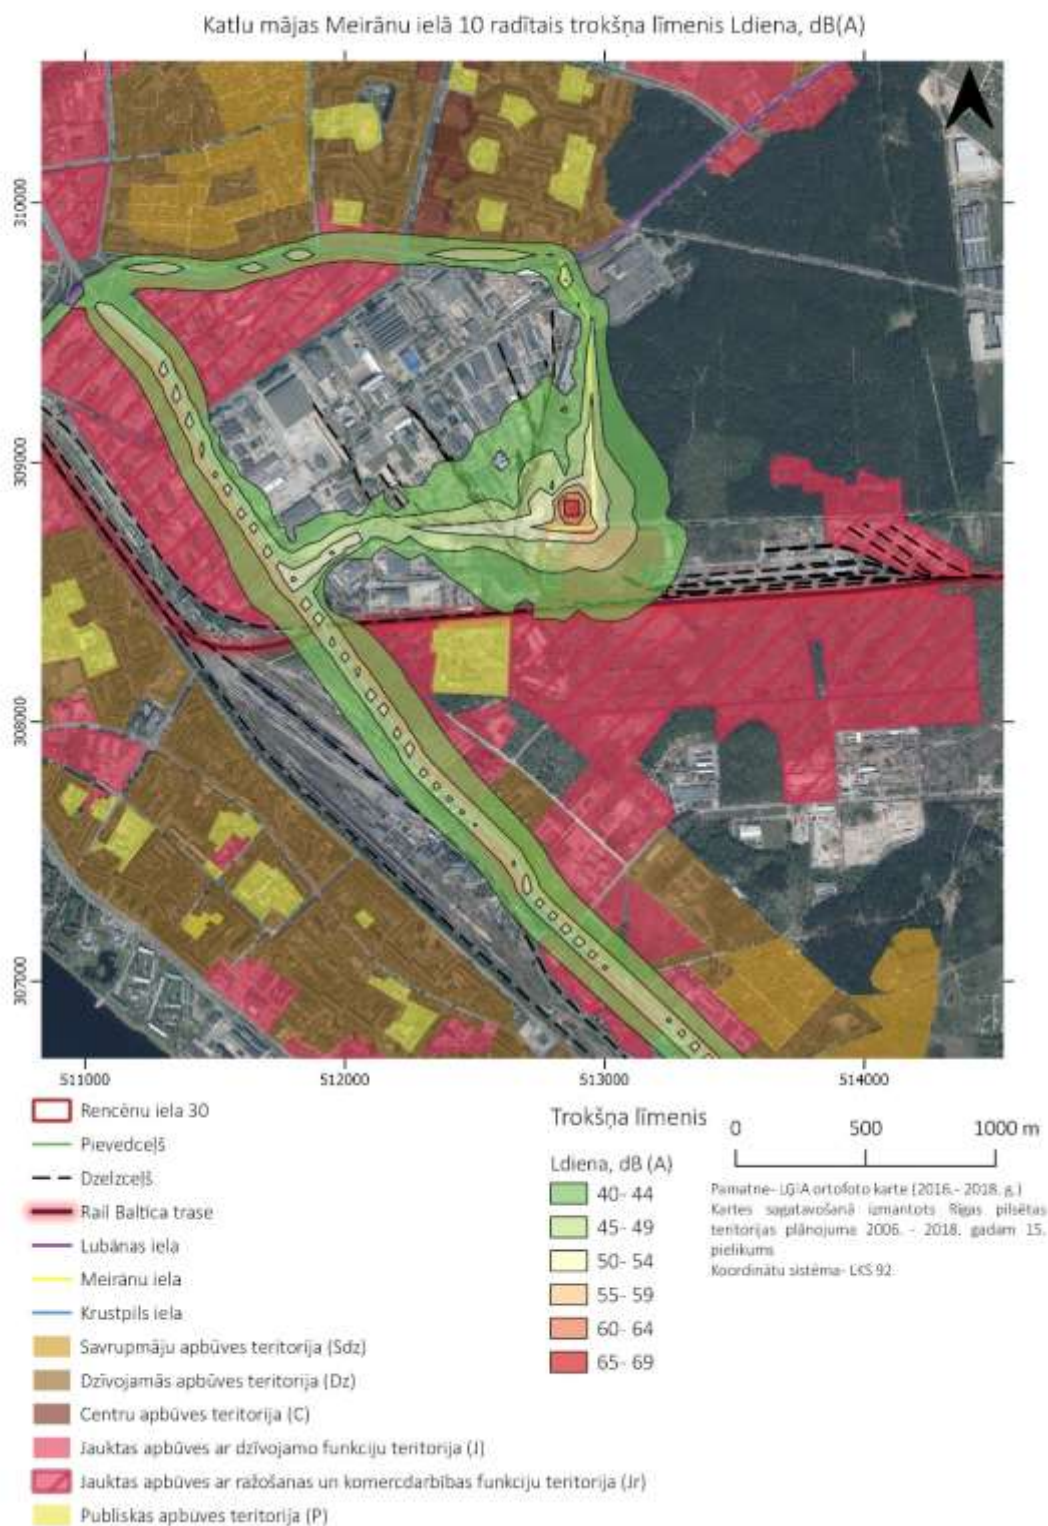 Katlu mājas Meirānu ielā 10 radītais trokšņa līmenis Ldiena, dB(A)
310000
309000
308000
307000
511000 512000 513000 514000
Rencēnu iela 30
Pievedceļš
Dzelzceļš
Rail Baltica trase
Lubānas iela
Meirānu iela
Krustpils iela
Savrupmāju apbūves teritorija (Sdz)
Dzīvojamās apbūves teritorija (Dz)
Centru apbūves teritorija (C)
Jauktas apbūves ar dzīvojamo funkciju teritorija (J)
Jauktas apbūves ar ražošanas un komercdarbības funkciju teritorija (Jr)
Publiskas apbūves teritorija (P)
Trokšņa līmenis
Ldiena, dB (A)
40- 44
45- 49
50- 54
55- 59
60- 64
65- 69
0 500 1000 m
Pamatne- LĢIA ortofoto karte (2016.- 2018. g.)
Kartes sagatavošanā izmantots Rīgas pilsētas
teritorijas plānojuma 2006. - 2018. gadam 15.
pielikums
Koordinātu sistēma- LKS 92